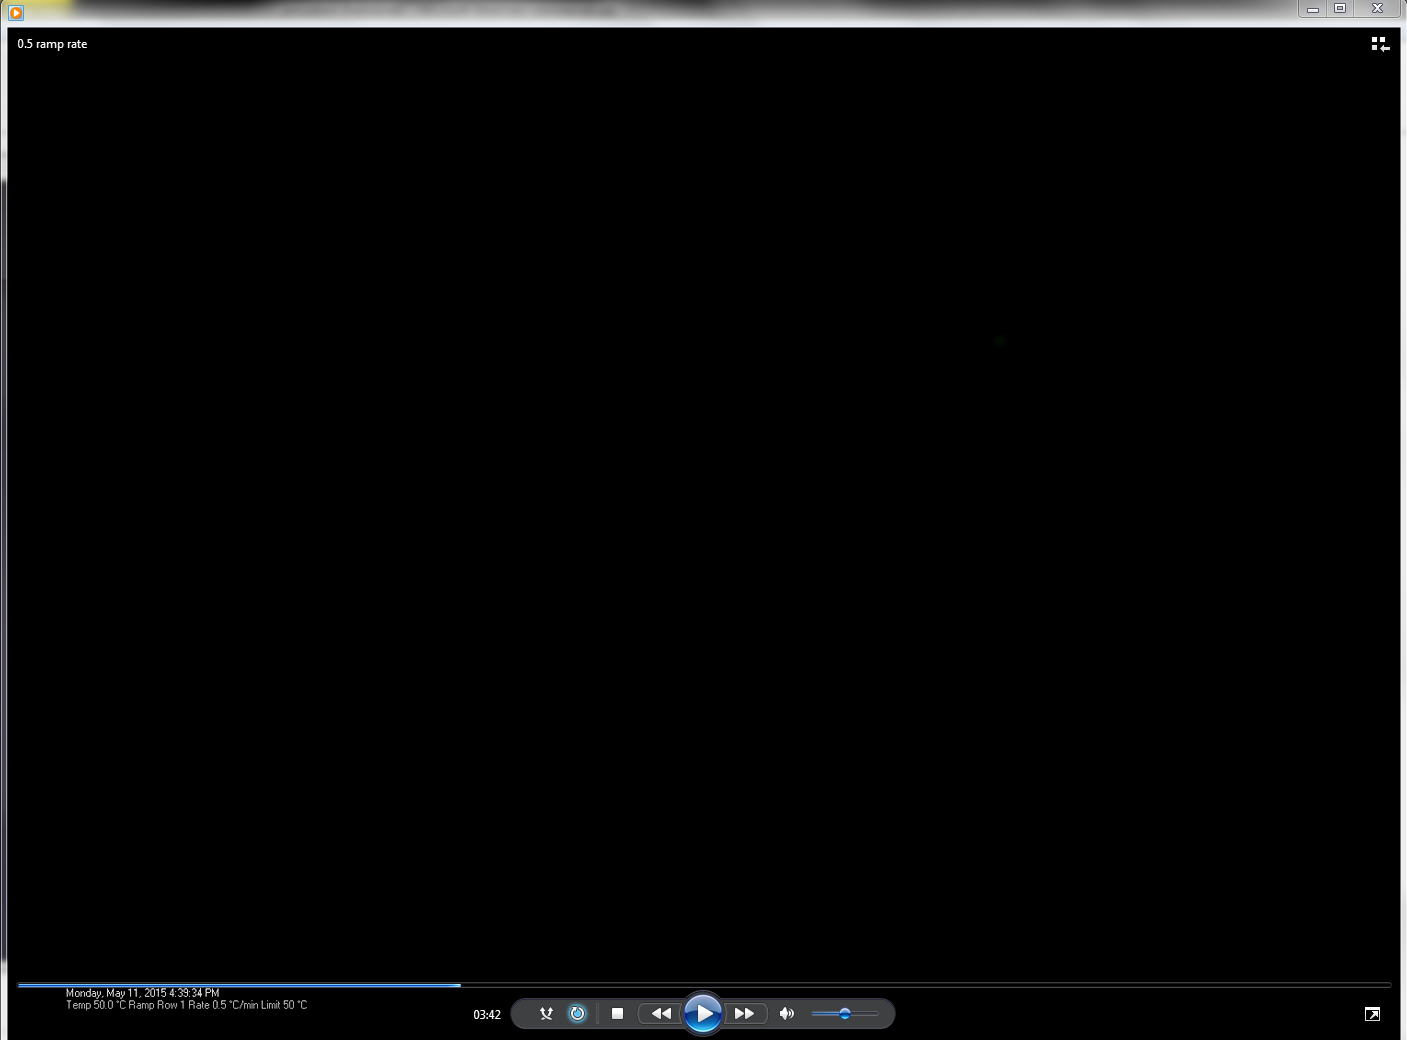 0.5 ramp rate
Monday, May 11, 2015 4:39:34 PM
Temp 50.0 °C Ramp Row 1 Rate 0.5 °C/min Limit 50 °C
03:42